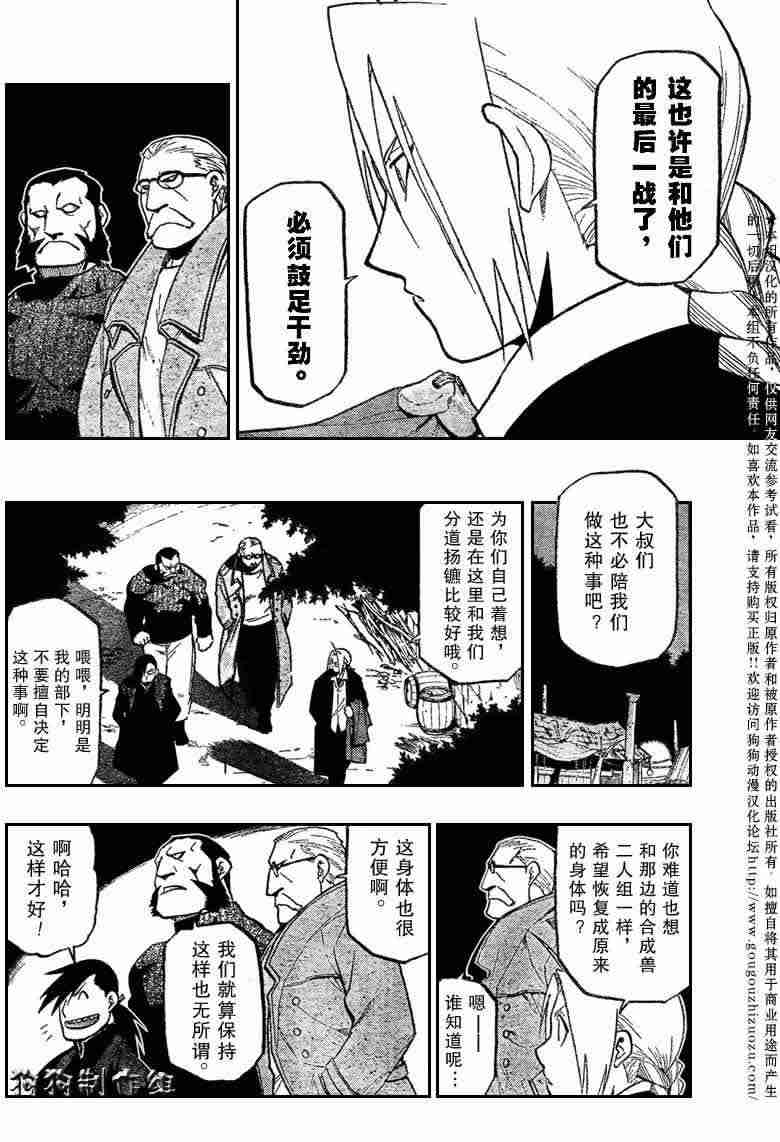 这也许是和他们
的最后一战了，
必须鼓足干劲。
大叔们
也不必陪我们
做这种事吧？
为你们自己着想，
还是在这里和我们
分道扬镳比较好哦。
喂喂，明明是
我的部下，
不要擅自决定
这种事啊。
你难道也想
和那边的合成兽
二人组一样，
希望恢复成原来
的身体吗？
嗯——
谁知道呢…
这身体也很
方便啊。
我们就算保持
这样也无所谓。
啊哈哈，
这样才好！
狗狗制作组
本组汉化的所有作品，仅供网友交流参考试看，所有版权归原作者和被原作者授权的出版社所有。如擅自将其用于商业用途而产生
的一切后果本组不负任何责任。如喜欢本作品，请支持购买正版!!欢迎访问狗狗动漫汉化论坛http://www.gougouzhizuozu.com/